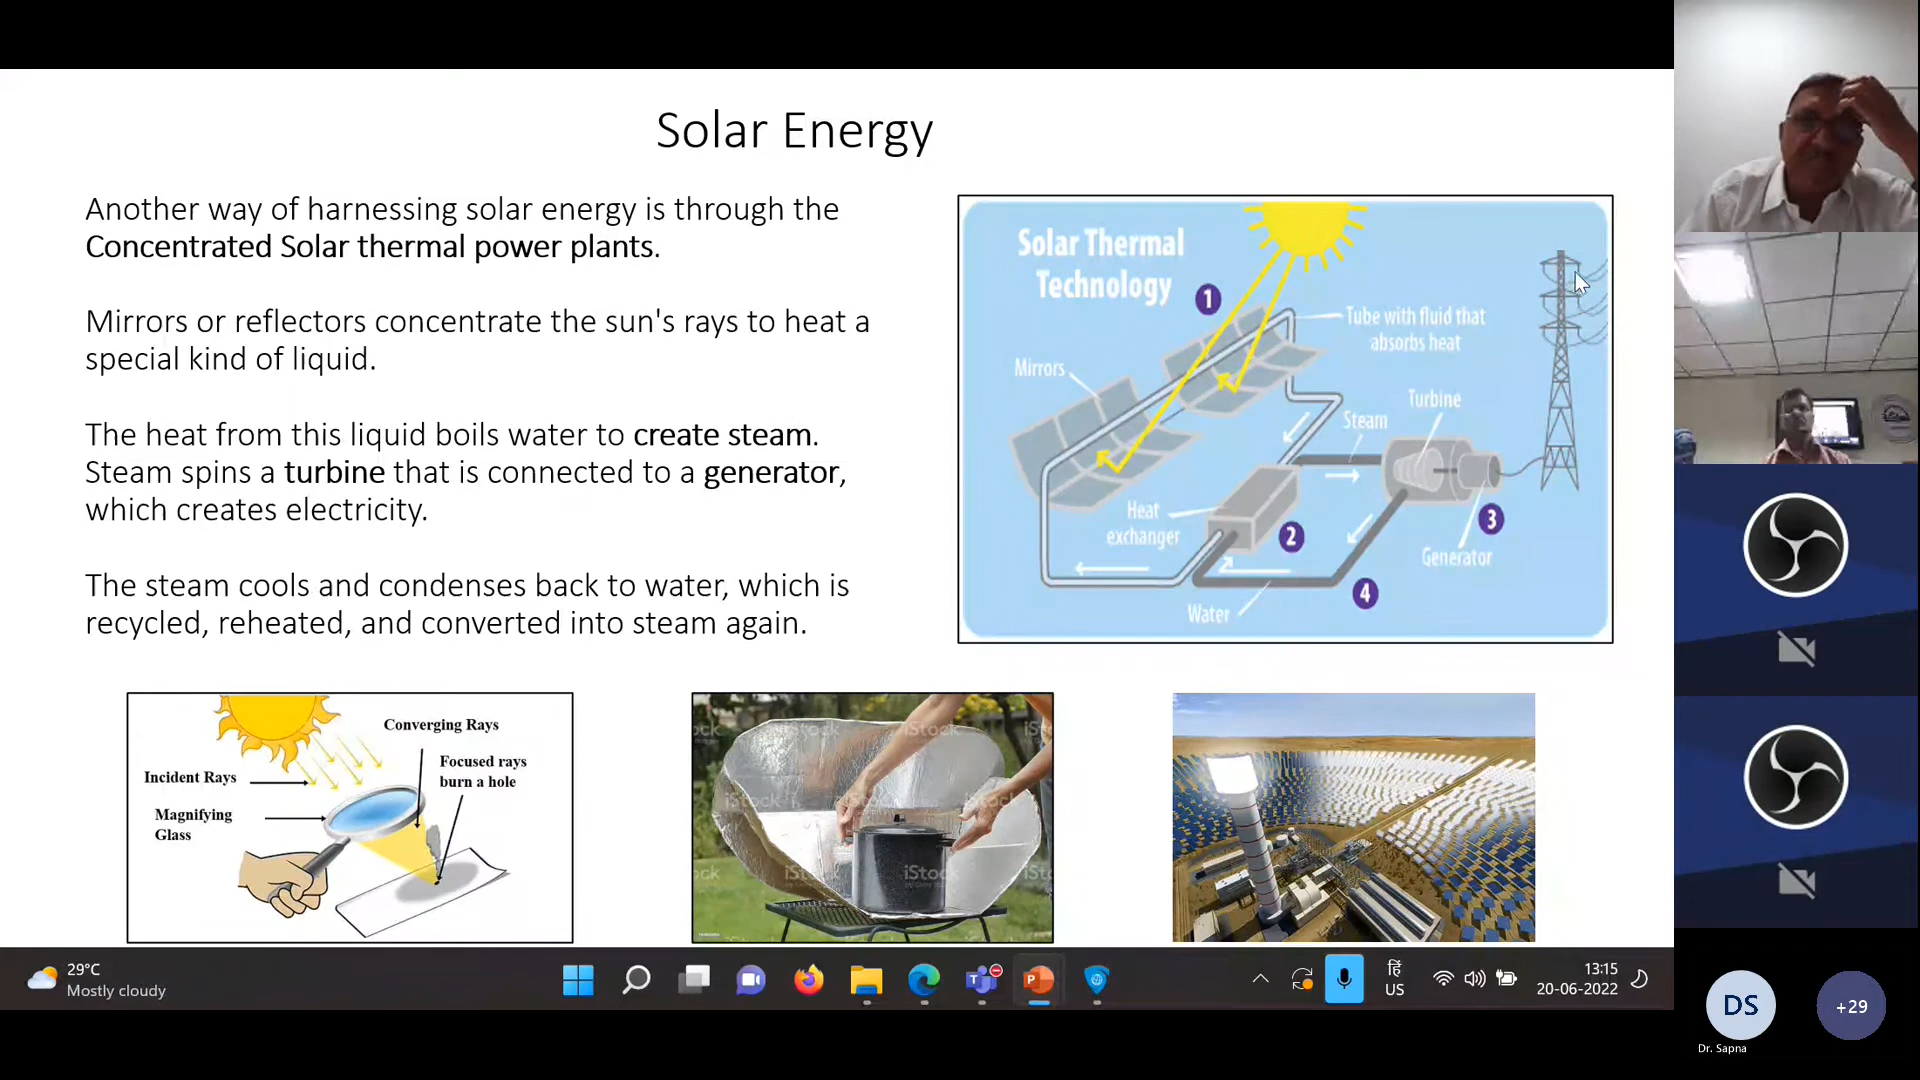 Solar Energy
Another way of harnessing solar energy is through the
Concentrated Solar thermal power plants.
Mirrors or reflectors concentrate the sun's rays to heat a
special kind of liquid.
The heat from this liquid boils water to create steam.
Steam spins a turbine that is connected to a generator,
which creates electricity.
The steam cools and condenses back to water, which is
recycled, reheated, and converted into steam again.
Solar Thermal
Technology
1
Tube with fluid that
absorbs heat
Mirrors
Turbine
Steam
Heat
exchanger
2
3
Generator
4
Water
Converging Rays
Focused rays
burn a hole
Incident Rays
Magnifying
Glass
iStock
iStock
iStock
iStock
29°C
Mostly cloudy
हिं
US
13:15
20-06-2022
DS
Dr. Sapna
+29